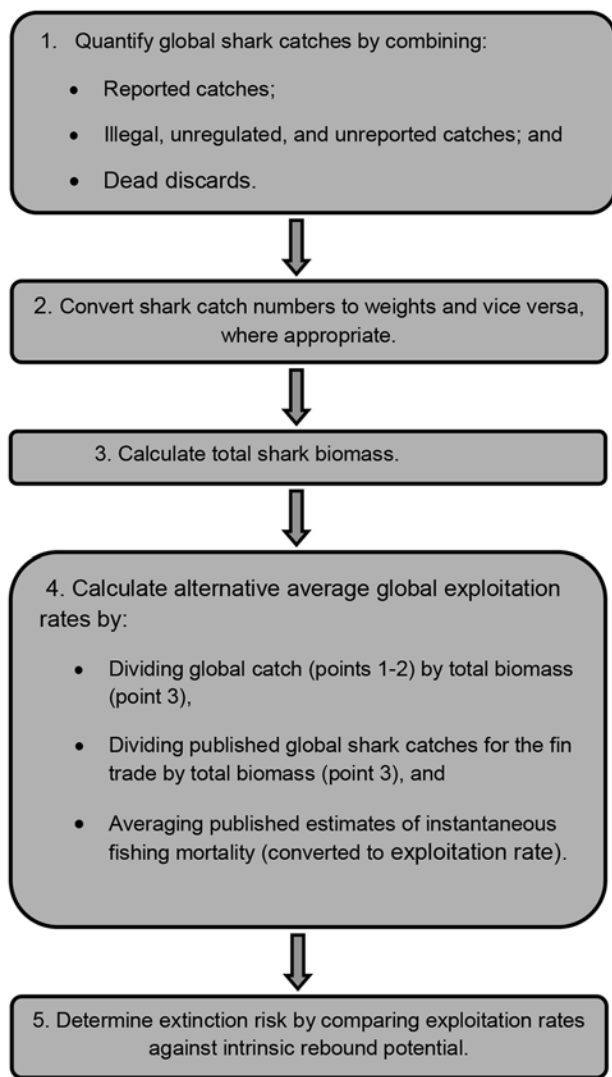 1. Quantify global shark catches by combining:
• Reported catches;
• Illegal, unregulated, and unreported catches; and
• Dead discards.
2. Convert shark catch numbers to weights and vice versa,
where appropriate.
3. Calculate total shark biomass.
4. Calculate alternative average global exploitation
rates by:
• Dividing global catch (points 1-2) by total biomass
(point 3),
• Dividing published global shark catches for the fin
trade by total biomass (point 3), and
• Averaging published estimates of instantaneous
fishing mortality (converted to exploitation rate).
5. Determine extinction risk by comparing exploitation rates
against intrinsic rebound potential.